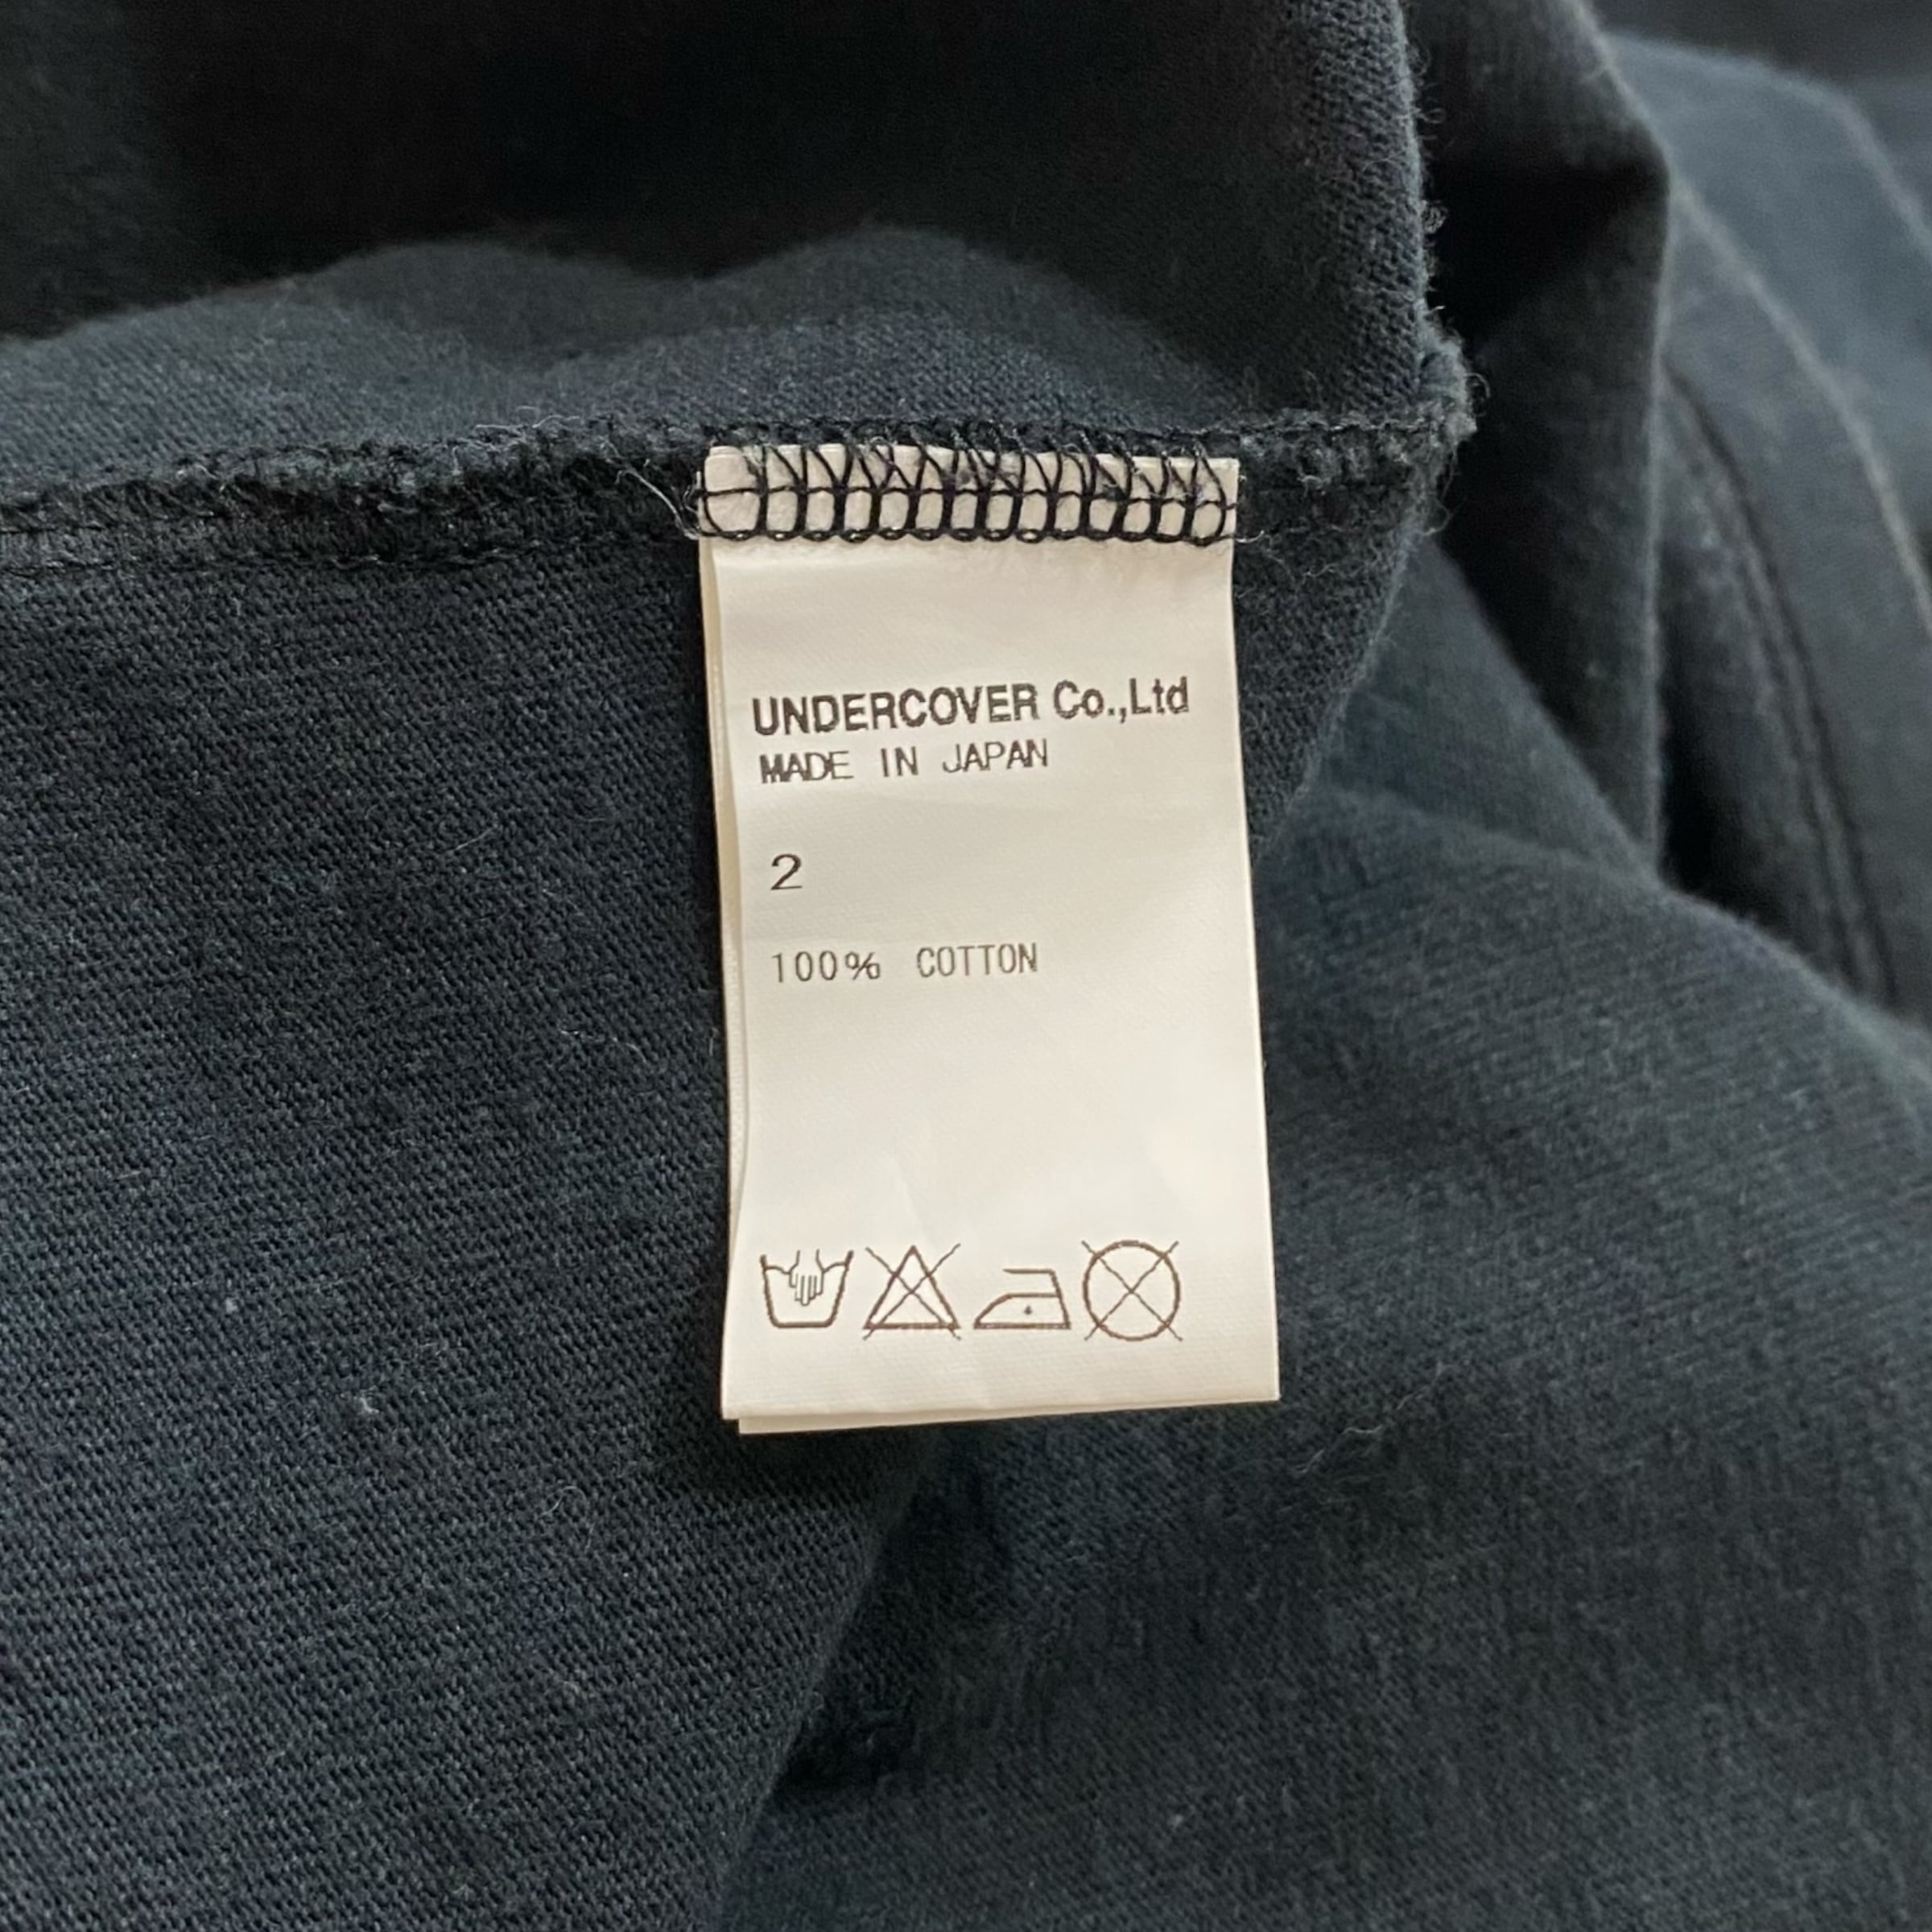 UNDERCOVER Co.,Ltd
MADE IN JAPAN
2
100% COTTON